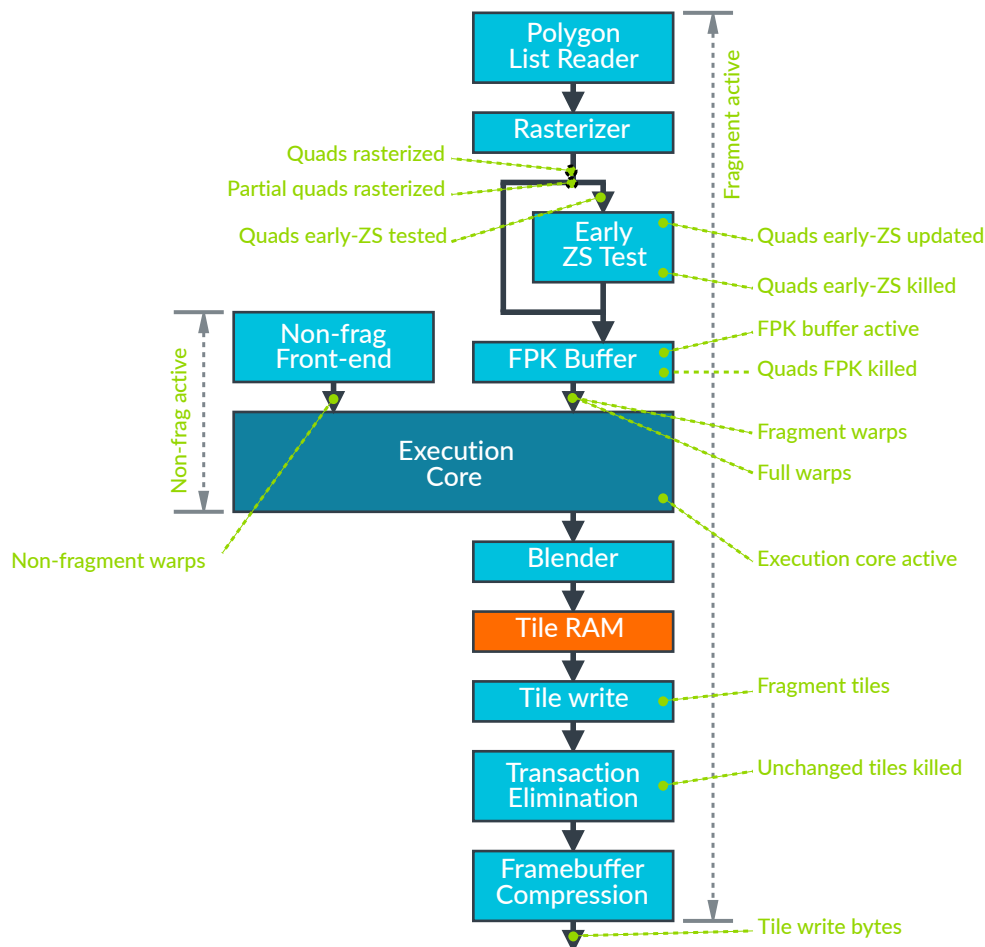 Polygon
List Reader
Fragment active
Rasterizer
Quads rasterized
Partial quads rasterized
Quads early-ZS tested
Early
ZS Test
Quads early-ZS updated
Quads early-ZS killed
Non-frag active
Non-frag
Front-end
FPK Buffer
FPK buffer active
Quads FPK killed
Fragment warps
Full warps
Execution
Core
Non-fragment warps
Execution core active
Blender
Tile RAM
Tile write
Fragment tiles
Transaction
Elimination
Unchanged tiles killed
Framebuffer
Compression
Tile write bytes